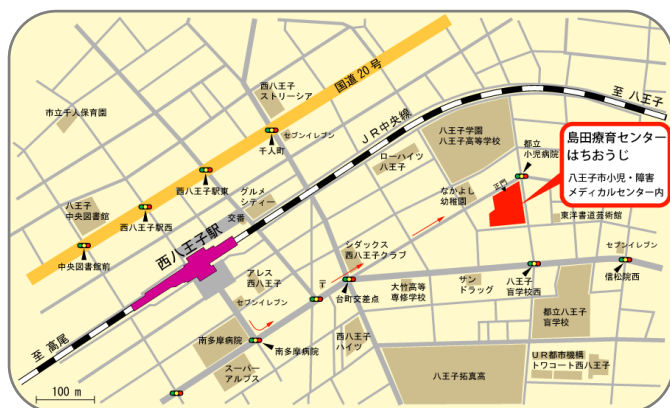 国道20号
西八王子
ストリーシア
市立千人保育園
セブンイレブン
千人町
JR中央線
至 八王子
八王子学園
八王子高等学校
都立
小児病院
島田療育センター
はちおうじ
八王子市小児・障害
メディカルセンター内
ローハイツ
八王子
西八王子駅東
グルメ
シティー
なかよし
幼稚園
正門
八王子
中央図書館
西八王子駅西
交番
東洋書道芸術館
西八王子駅
シダックス
西八王子クラブ
中央図書館前
アレス
西八王子
〒
サン
ドラッグ
八王子
盲学校西
セブンイレブン
信松院西
大竹高等
専修学校
セブンイレブン
台町交差点
至 高尾
南多摩病院
南多摩病院
西八王子
ハイツ
都立八王子
盲学校
スーパー
アルプス
八王子拓真高
UR都市機構
トワコート西八王子
100 m